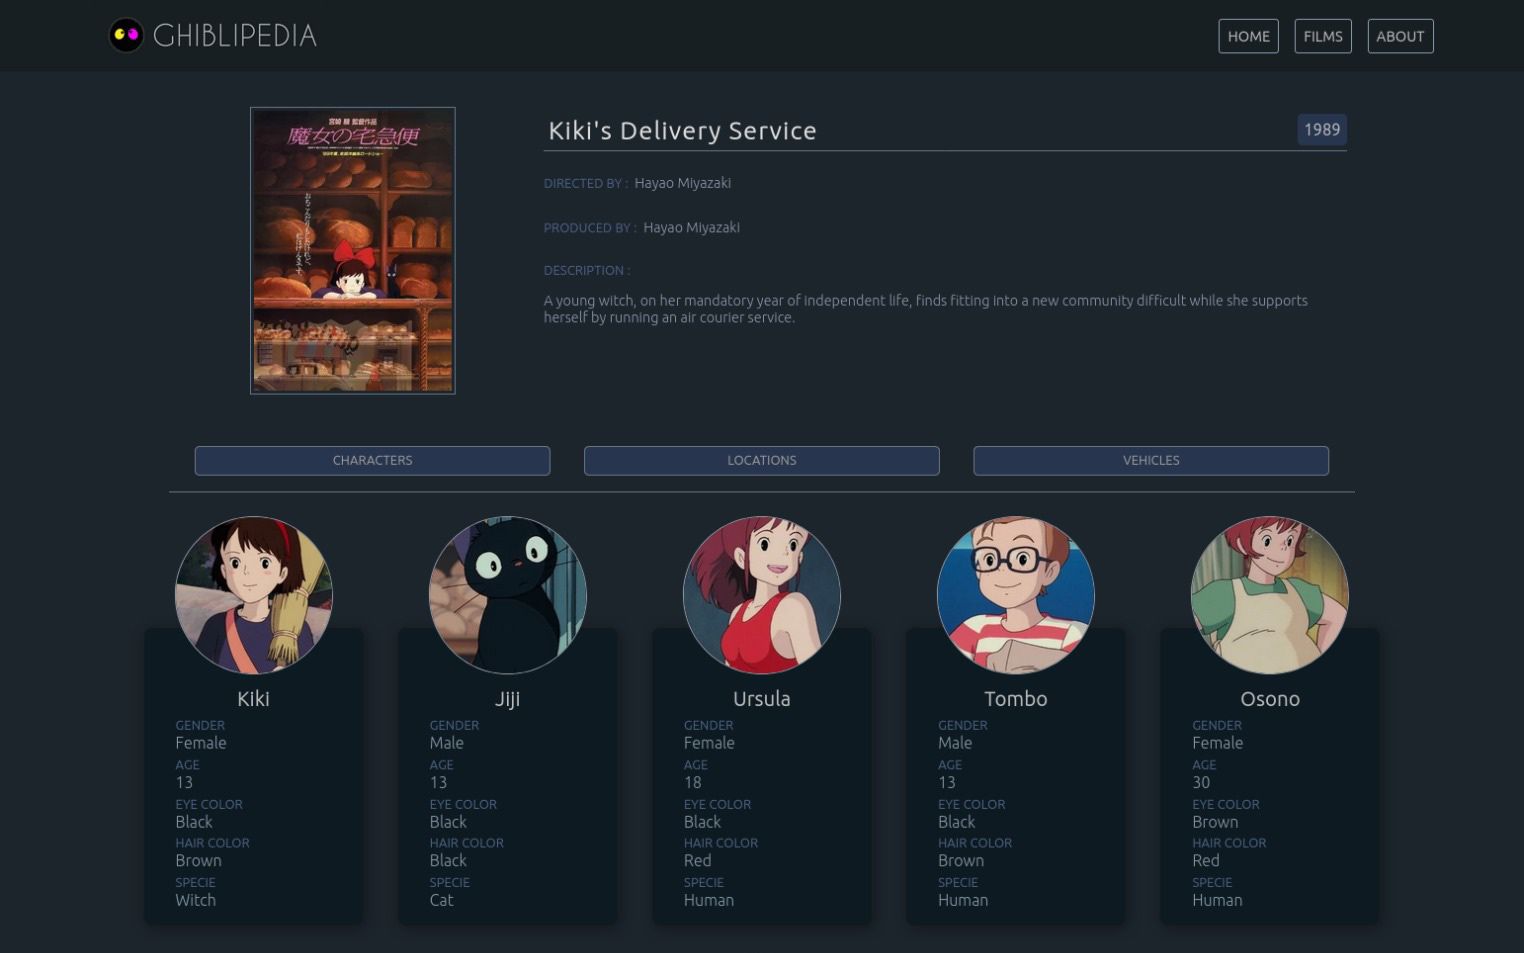 GHIBLIPEDIA
HOME FILMS ABOUT
宮崎 駿 監督作品
魔女の宅急便
Kiki's Delivery Service
1989
DIRECTED BY : Hayao Miyazaki
PRODUCED BY : Hayao Miyazaki
DESCRIPTION :
A young witch, on her mandatory year of independent life, finds fitting into a new community difficult while she supports
herself by running an air courier service.
CHARACTERS LOCATIONS VEHICLES
Kiki
GENDER
Female
AGE
13
EYE COLOR
Black
HAIR COLOR
Brown
SPECIE
Witch
Jiji
GENDER
Male
AGE
13
EYE COLOR
Black
HAIR COLOR
Black
SPECIE
Cat
Ursula
GENDER
Female
AGE
18
EYE COLOR
Black
HAIR COLOR
Red
SPECIE
Human
Tombo
GENDER
Male
AGE
13
EYE COLOR
Black
HAIR COLOR
Brown
SPECIE
Human
Osono
GENDER
Female
AGE
30
EYE COLOR
Brown
HAIR COLOR
Red
SPECIE
Human